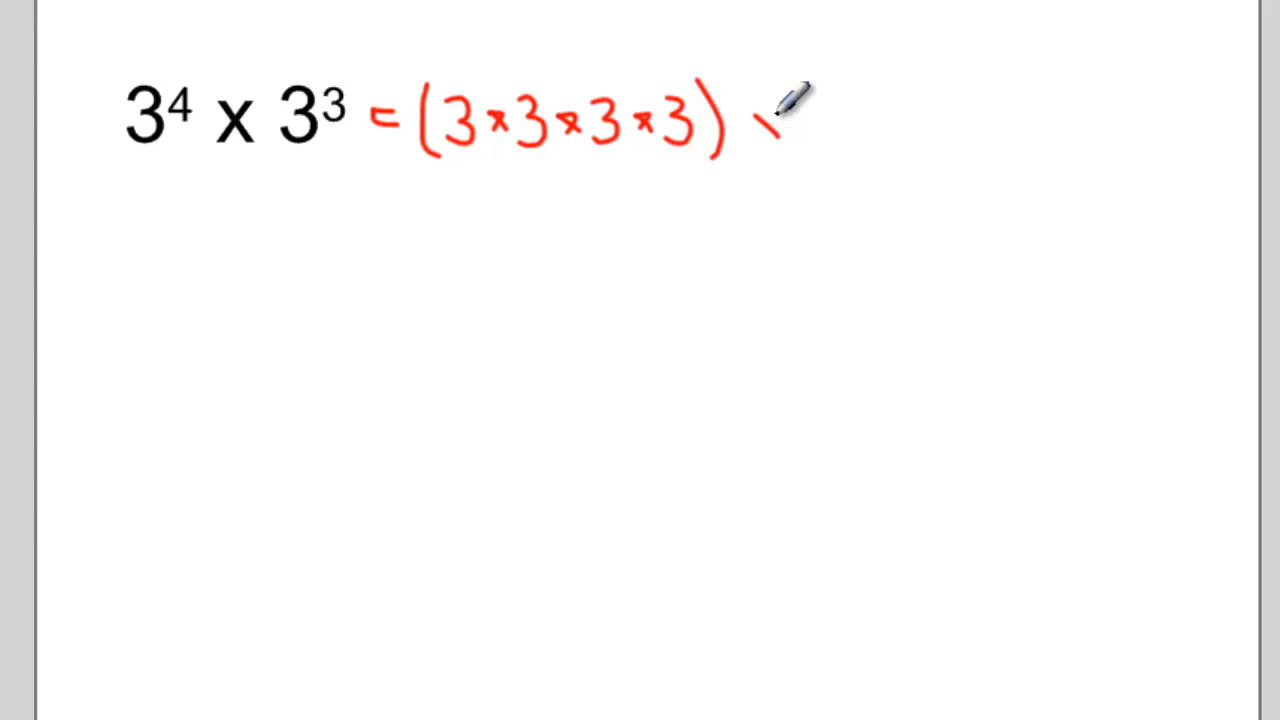 3⁴ x 3³ = (3 × 3 × 3 × 3)